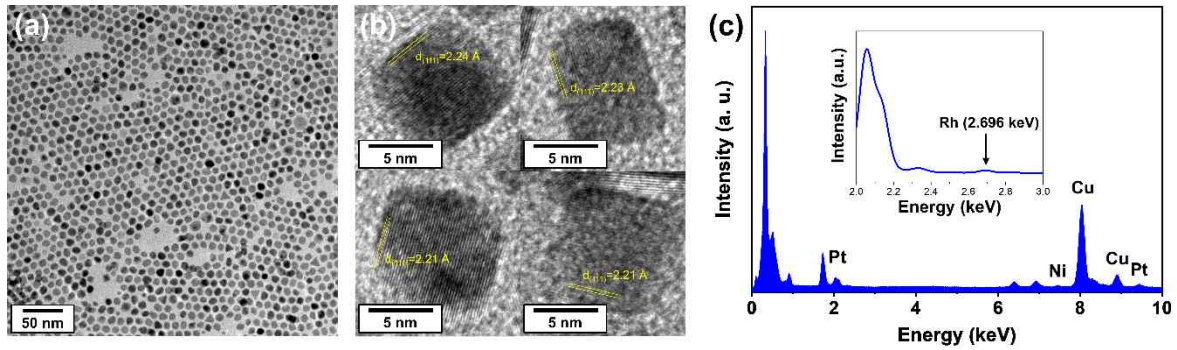 (a)
50 nm
(b)
d(111)=2.24 Å
5 nm
d(111)=2.23 Å
5 nm
d(111)=2.21 Å
5 nm
d(111)=2.21 Å
5 nm
(c)
Intensity (a. u.)
Intensity (a.u.)
Rh (2.696 keV)
2.0 2.2 2.4 2.6 2.8 3.0
Energy (keV)
Pt
Ni
Cu
Cu
Pt
0 2 4 6 8 10
Energy (keV)